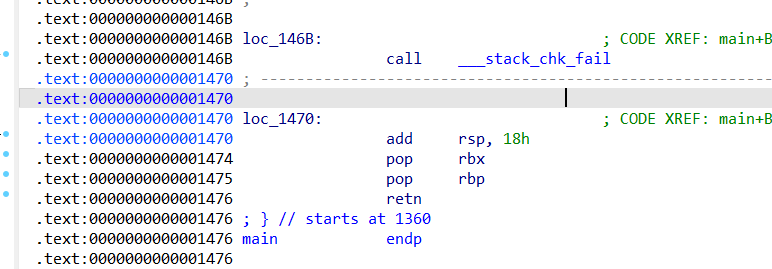 .text:000000000000146B ;
.text:000000000000146B
.text:000000000000146B loc_146B: ; CODE XREF: main+B
.text:000000000000146B call ___stack_chk_fail
.text:0000000000001470 ; ---------------------------------------------------------------
.text:0000000000001470
.text:0000000000001470 loc_1470: ; CODE XREF: main+B
.text:0000000000001470 add rsp, 18h
.text:0000000000001474 pop rbx
.text:0000000000001475 pop rbp
.text:0000000000001476 retn
.text:0000000000001476 ; } // starts at 1360
.text:0000000000001476 main endp
.text:0000000000001476